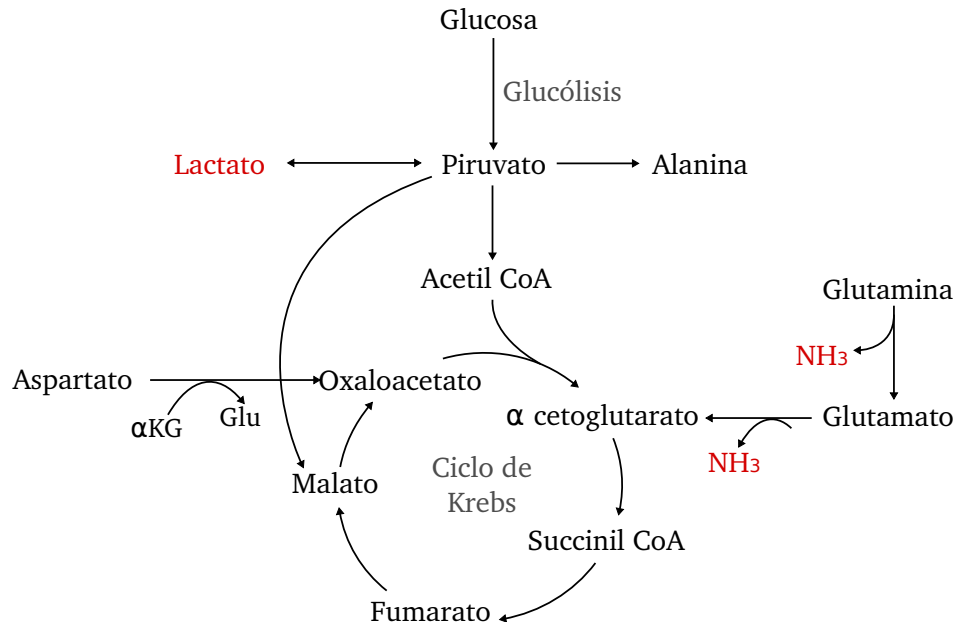 Glucosa
Glucólisis
Lactato
Piruvato
Alanina
Acetil CoA
Glutamina
NH3
Aspartato
Oxaloacetato
αKG
Glu
α cetoglutarato
Glutamato
NH3
Ciclo de
Krebs
Malato
Succinil CoA
Fumarato